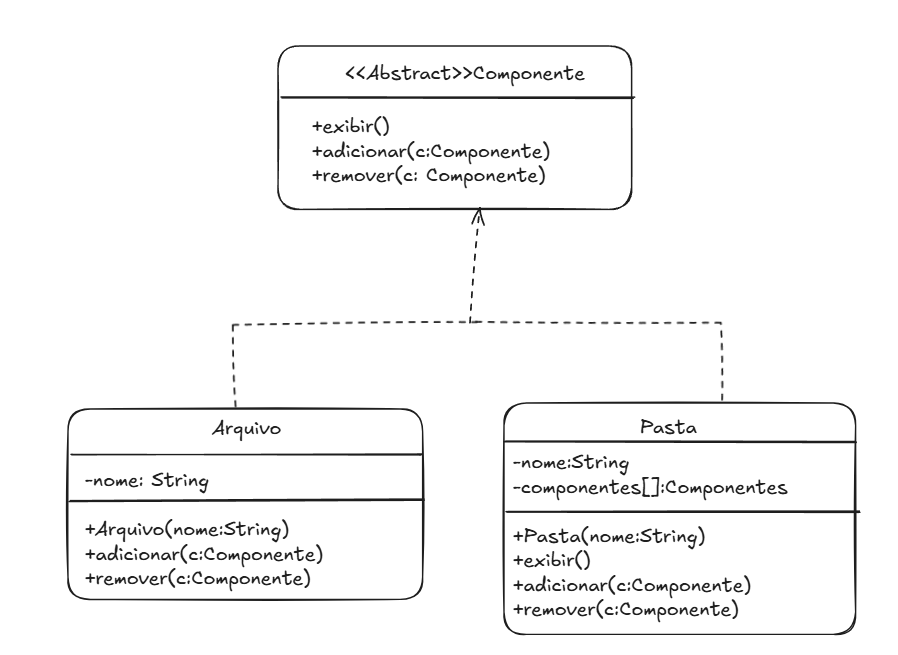 <<Abstract>>Componente
+exibir()
+adicionar(c:Componente)
+remover(c: Componente)
Arquivo
-nome: String
+Arquivo(nome:String)
+adicionar(c:Componente)
+remover(c:Componente)
Pasta
-nome:String
-componentes[]:Componentes
+Pasta(nome:String)
+exibir()
+adicionar(c:Componente)
+remover(c:Componente)